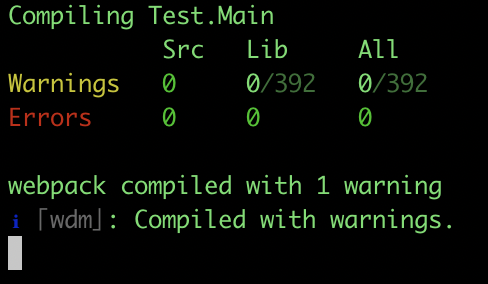 Compiling Test.Main
Src Lib All
Warnings 0 0/392 0/392
Errors 0 0 0
webpack compiled with 1 warning
ℹ ｢wdm｣: Compiled with warnings.